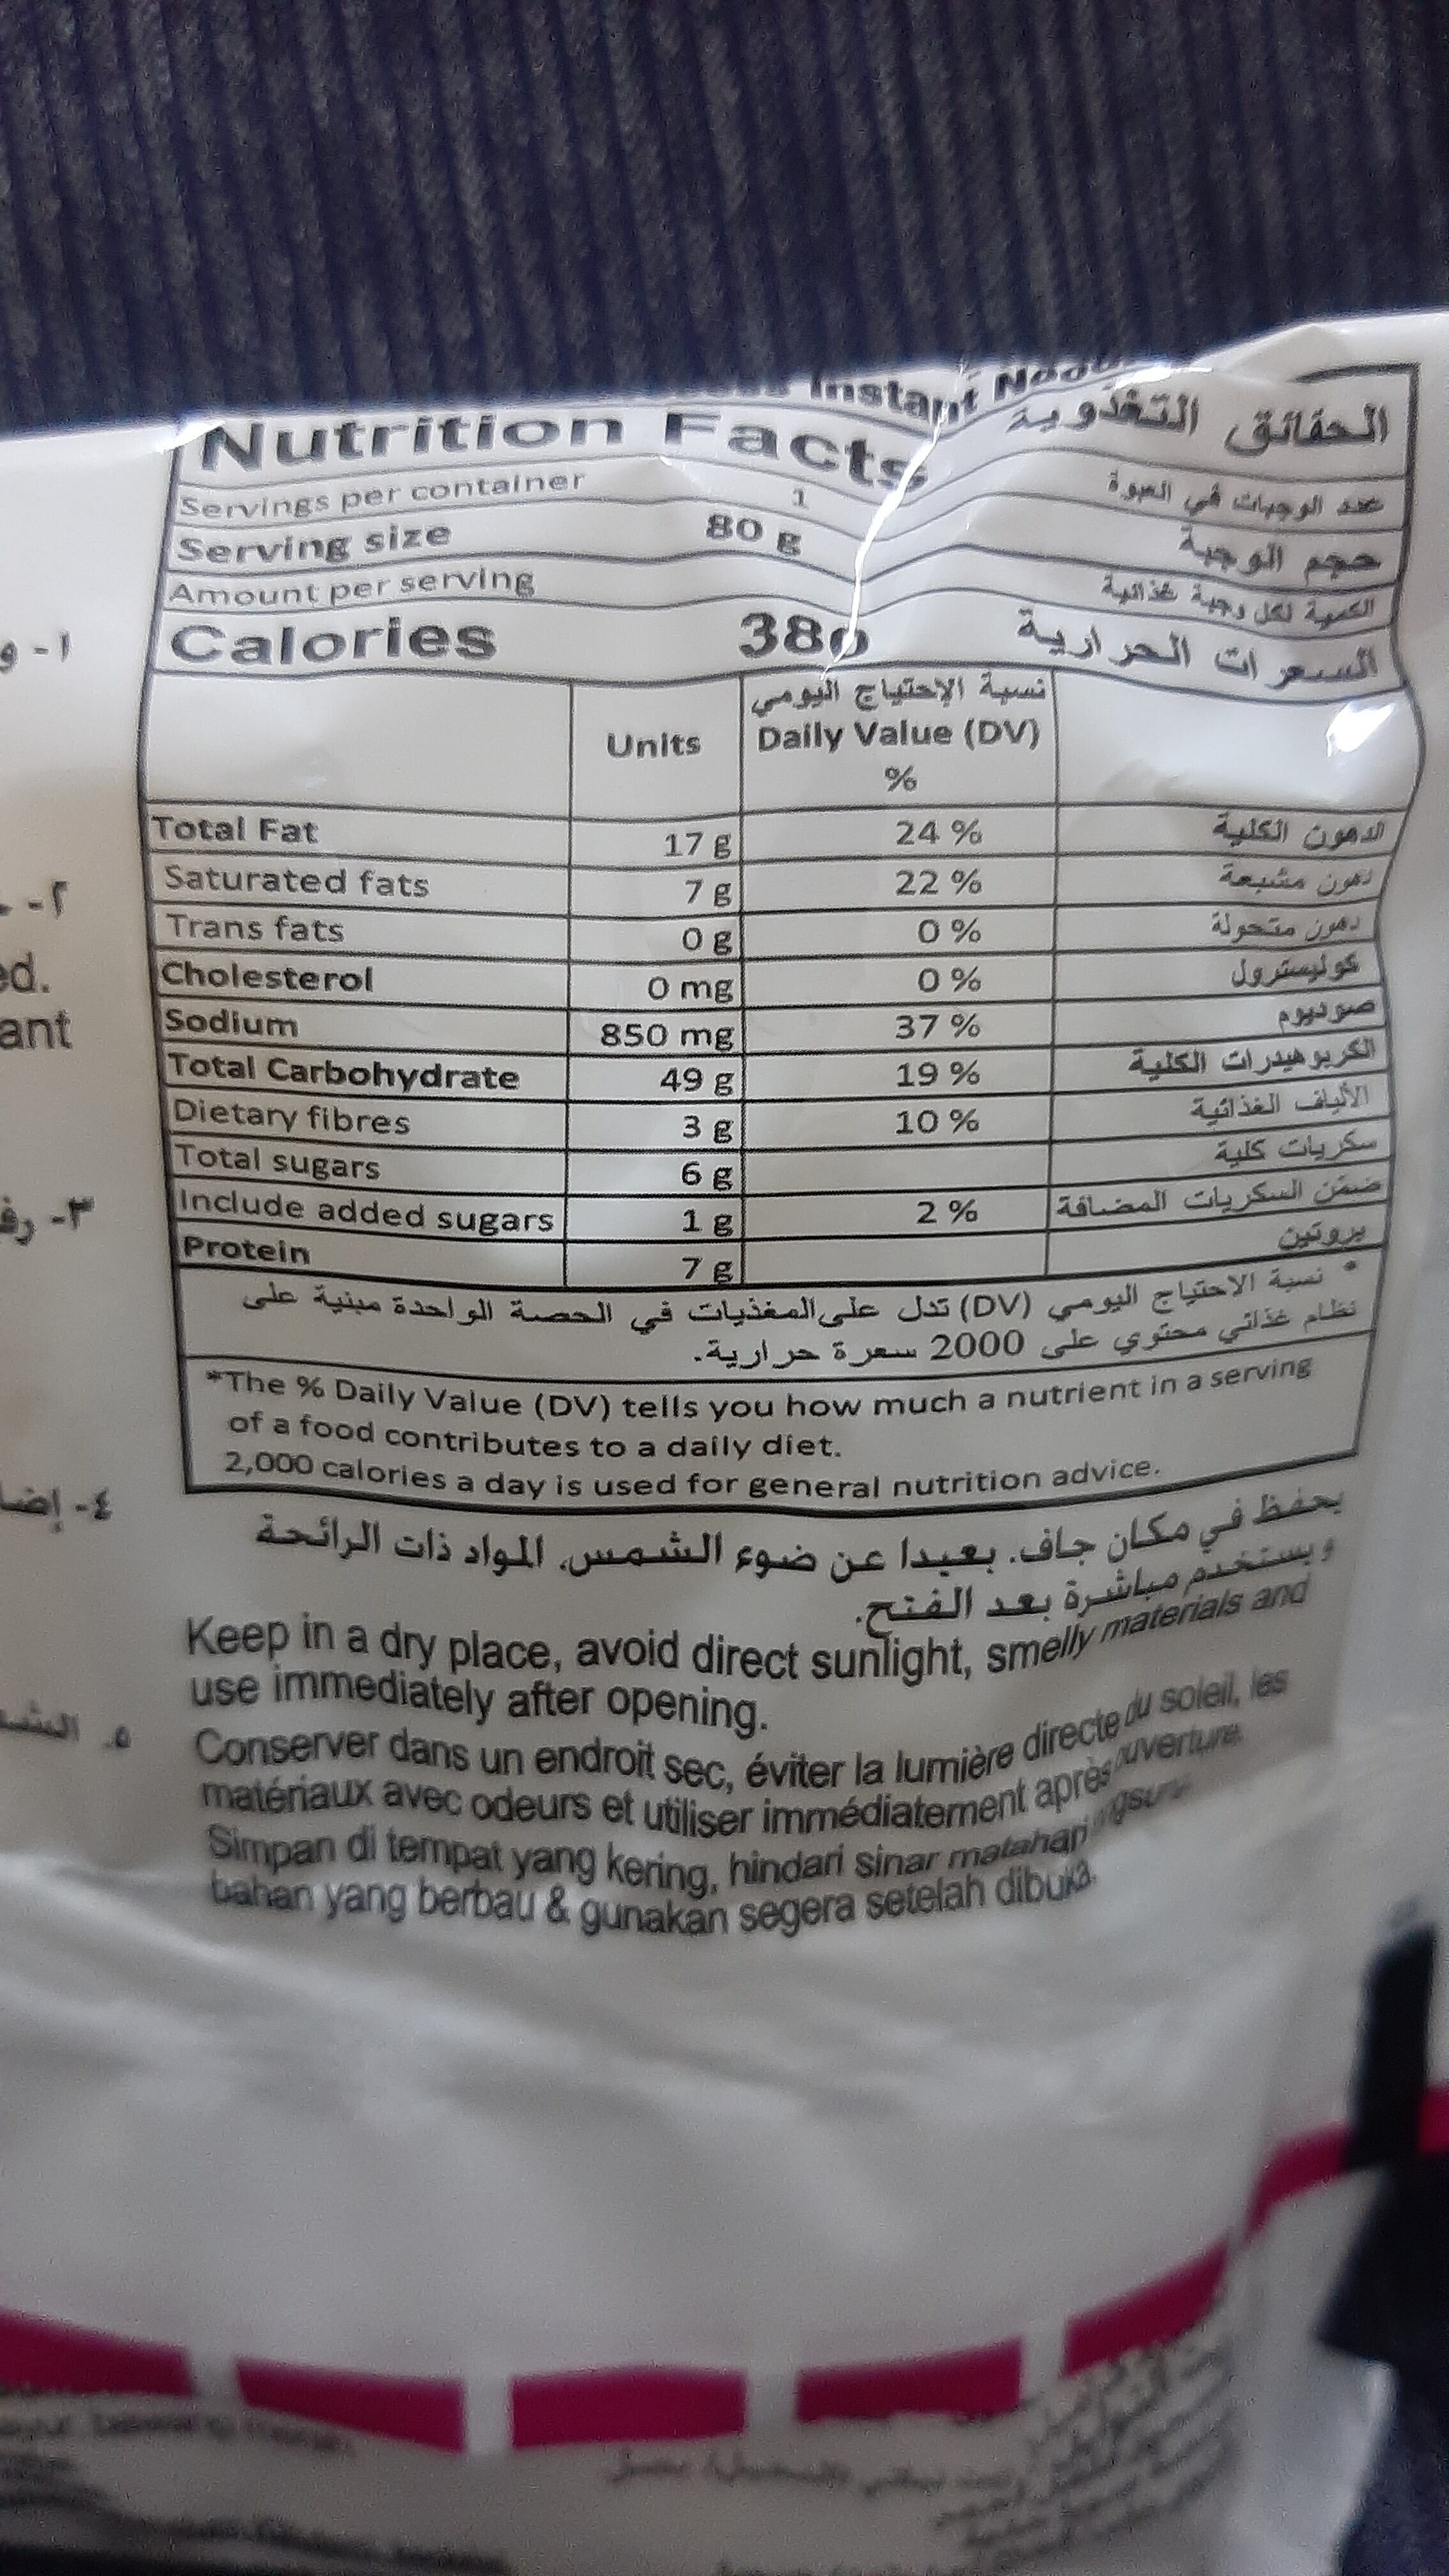 Instant
Nutrition Facts الحقائق التغذوية
Servings per container 1 عدد الوجبات في العبوة
Serving size 80 g حجم الوجبة
Amount per serving الكمية لكل وجبة غذائية
Calories 380 السعرات الحرارية
نسبة الإحتياج اليومي
Units Daily Value (DV)
%
Total Fat 17 g 24 % الدهون الكلية
Saturated fats 7 g 22 % دهون مشبعة
Trans fats 0 g 0 % دهون متحولة
Cholesterol 0 mg 0 % كوليسترول
Sodium 850 mg 37 % صوديوم
Total Carbohydrate 49 g 19 % الكربوهيدرات الكلية
Dietary fibres 3 g 10 % الألياف الغذائية
Total sugars 6 g سكريات كلية
Include added sugars 1 g 2 % ضمن السكريات المضافة
Protein 7 g بروتين
* نسبة الاحتياج اليومي (DV) تدل على المغذيات في الحصة الواحدة مبنية على
نظام غذائي محتوي على 2000 سعرة حرارية.
*The % Daily Value (DV) tells you how much a nutrient in a serving
of a food contributes to a daily diet.
2,000 calories a day is used for general nutrition advice.
يحفظ في مكان جاف. بعيدا عن ضوء الشمس. المواد ذات الرائحة
ويستخدم مباشرة بعد الفتح.
Keep in a dry place, avoid direct sunlight, smelly materials and
use immediately after opening.
Conserver dans un endroit sec, éviter la lumière directe du soleil, les
matériaux avec odeurs et utiliser immédiatement après ouverture.
Simpan di tempat yang kering, hindari sinar matahari
bahan yang berbau & gunakan segera setelah dibuka.
١- و
٢-
ed.
ant
٣- رف
٤- إضا
٥.